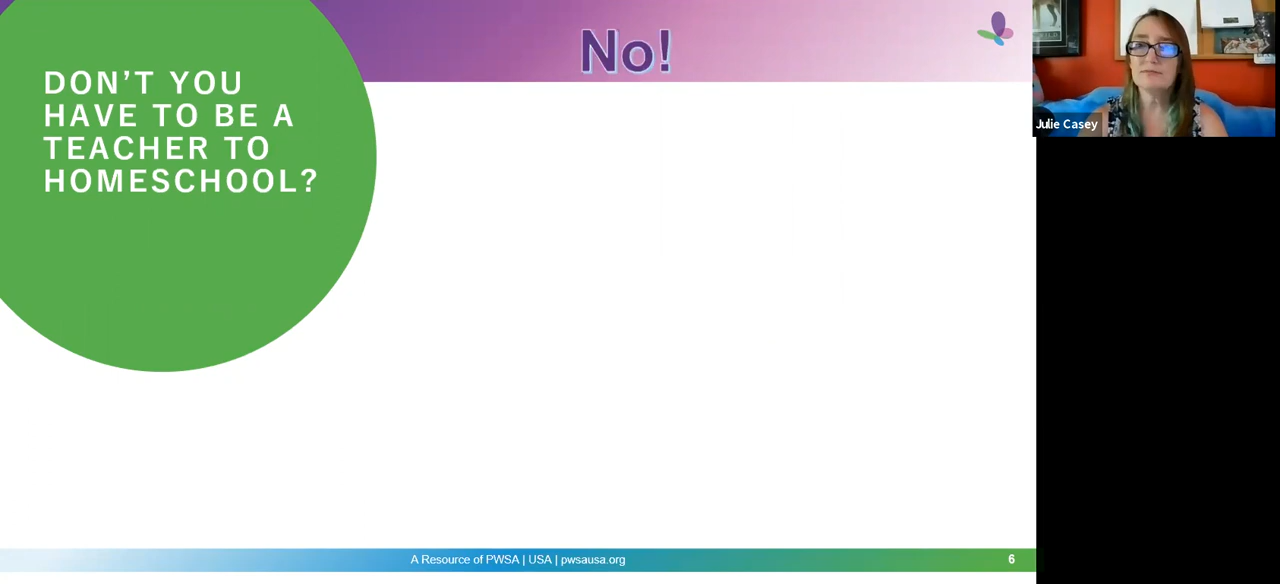 DON'T YOU
HAVE TO BE A
TEACHER TO
HOMESCHOOL?
No!
Julie Casey
A Resource of PWSA | USA | pwsausa.org
6